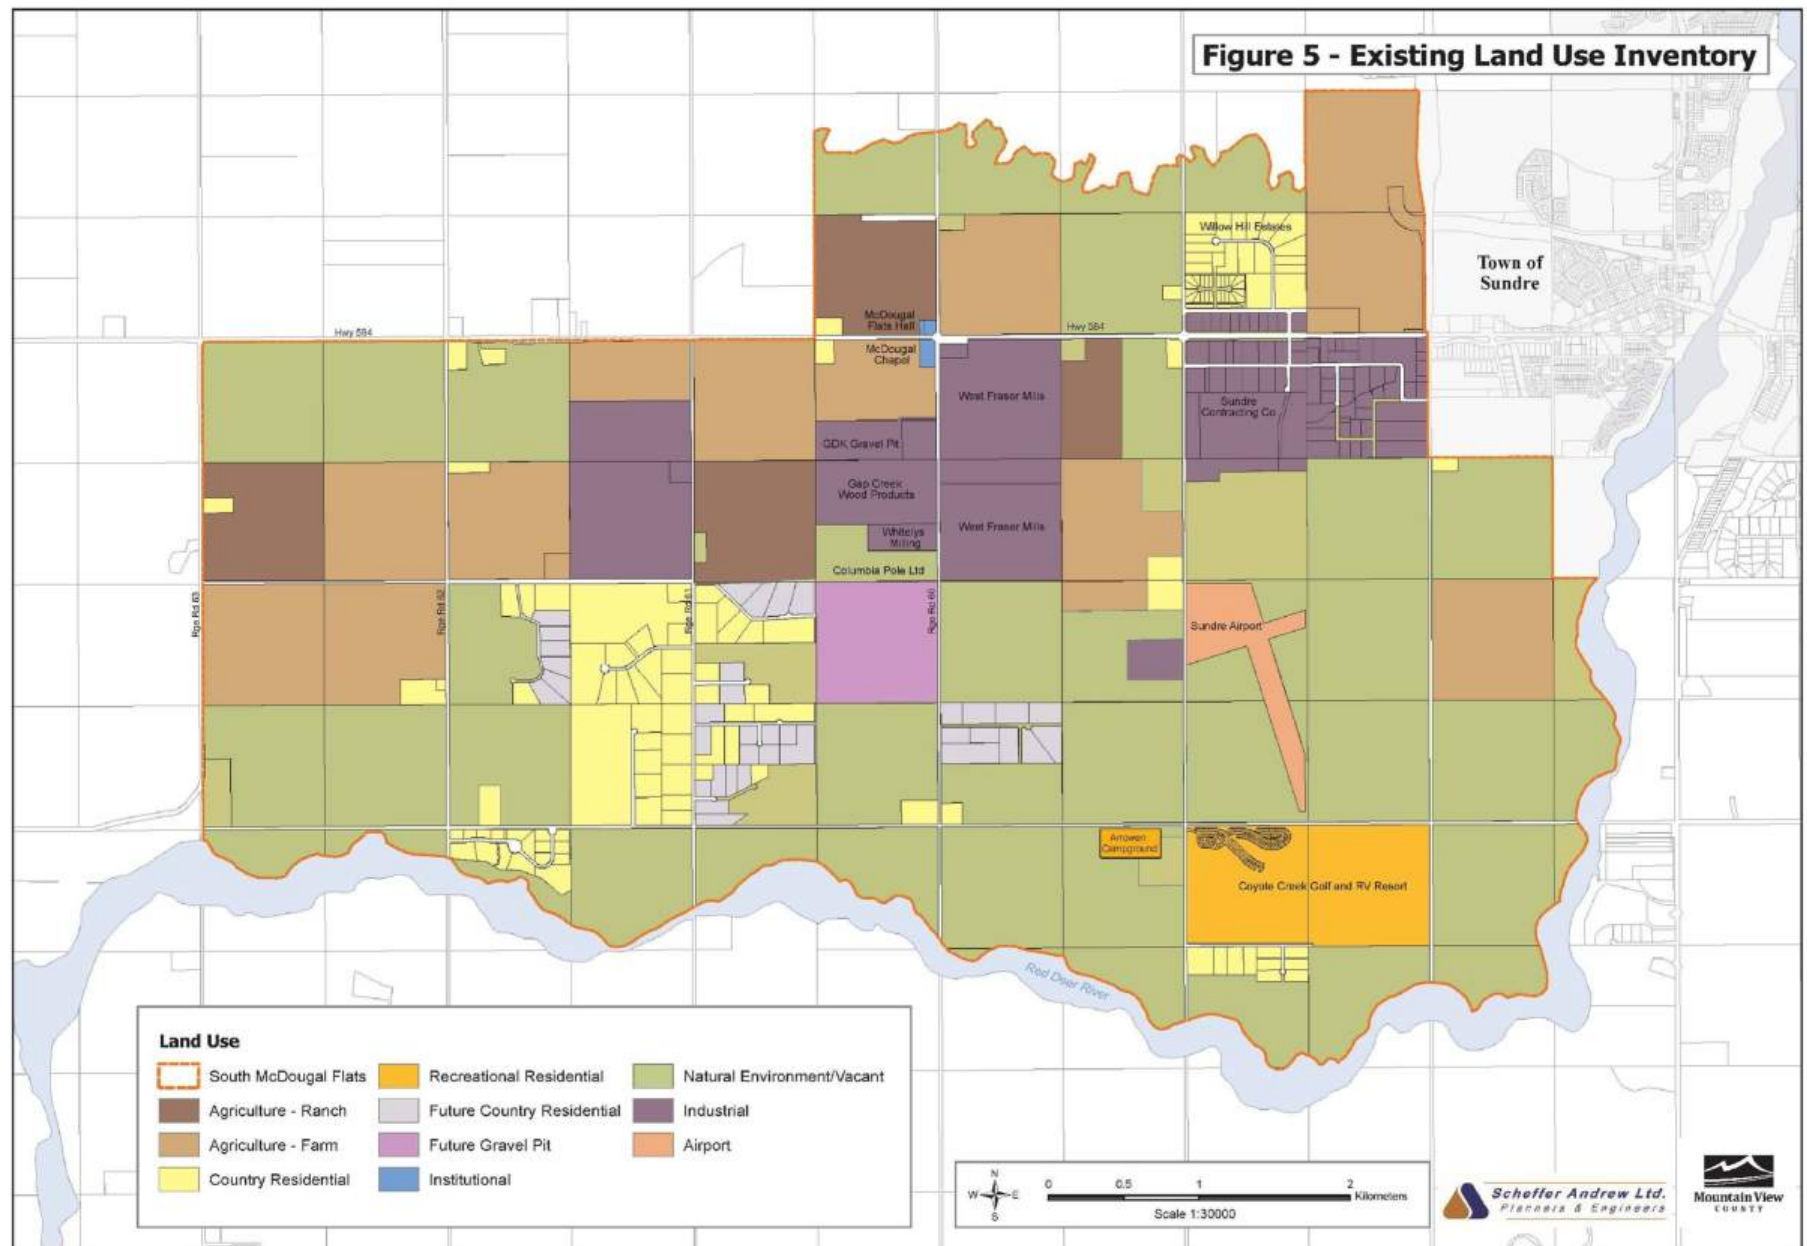 Figure 5 - Existing Land Use Inventory
Willow Hill Estates
Town of
Sundre
McDougal
Flats Hall
Hwy 584
Hwy 584
McDougal
Chapel
West Fraser Mills
Sundre
Contracting Co
GDK Gravel Pit
Gap Creek
Wood Products
West Fraser Mills
Whitelys
Milling
Columbia Pole Ltd
Rge Rd 63
Rge Rd 62
Rge Rd 61
Rge Rd 60
Sundre Airport
Arrowen
Campground
Coyote Creek Golf and RV Resort
Red Deer River
Land Use
South McDougal Flats
Recreational Residential
Natural Environment/Vacant
Agriculture - Ranch
Future Country Residential
Industrial
Agriculture - Farm
Future Gravel Pit
Airport
Country Residential
Institutional
N
W
E
S
0 0.5 1 2
Kilometers
Scale 1:30000
Scheffer Andrew Ltd.
Planners & Engineers
Mountain View
COUNTY